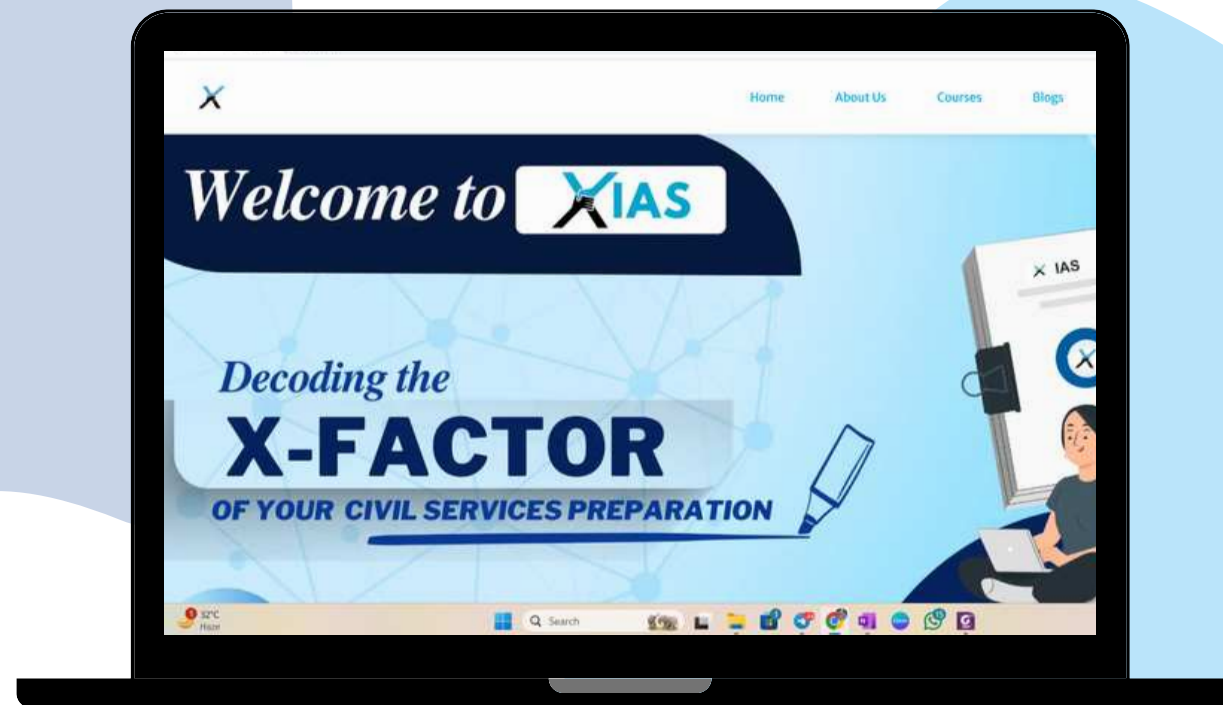 Home About Us Courses Blogs
Welcome to XIAS
X IAS
Decoding the
X-FACTOR
OF YOUR CIVIL SERVICES PREPARATION
32°C
Haze
Search